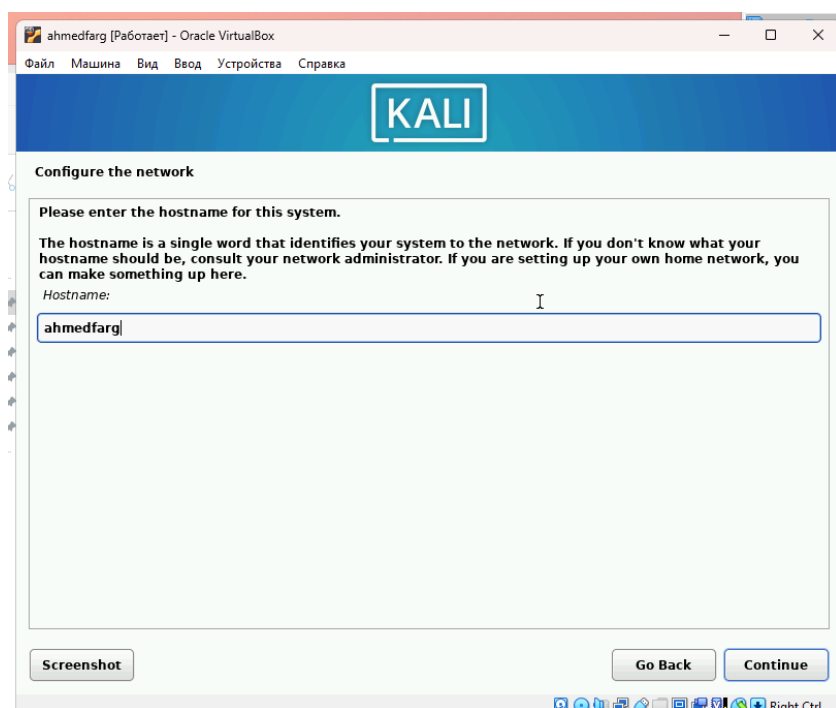 ahmedfarg [Работает] - Oracle VirtualBox
Файл Машина Вид Ввод Устройства Справка
KALI
Configure the network
Please enter the hostname for this system.
The hostname is a single word that identifies your system to the network. If you don't know what your
hostname should be, consult your network administrator. If you are setting up your own home network, you
can make something up here.
Hostname:
ahmedfarg
Screenshot Go Back Continue
Right Ctrl